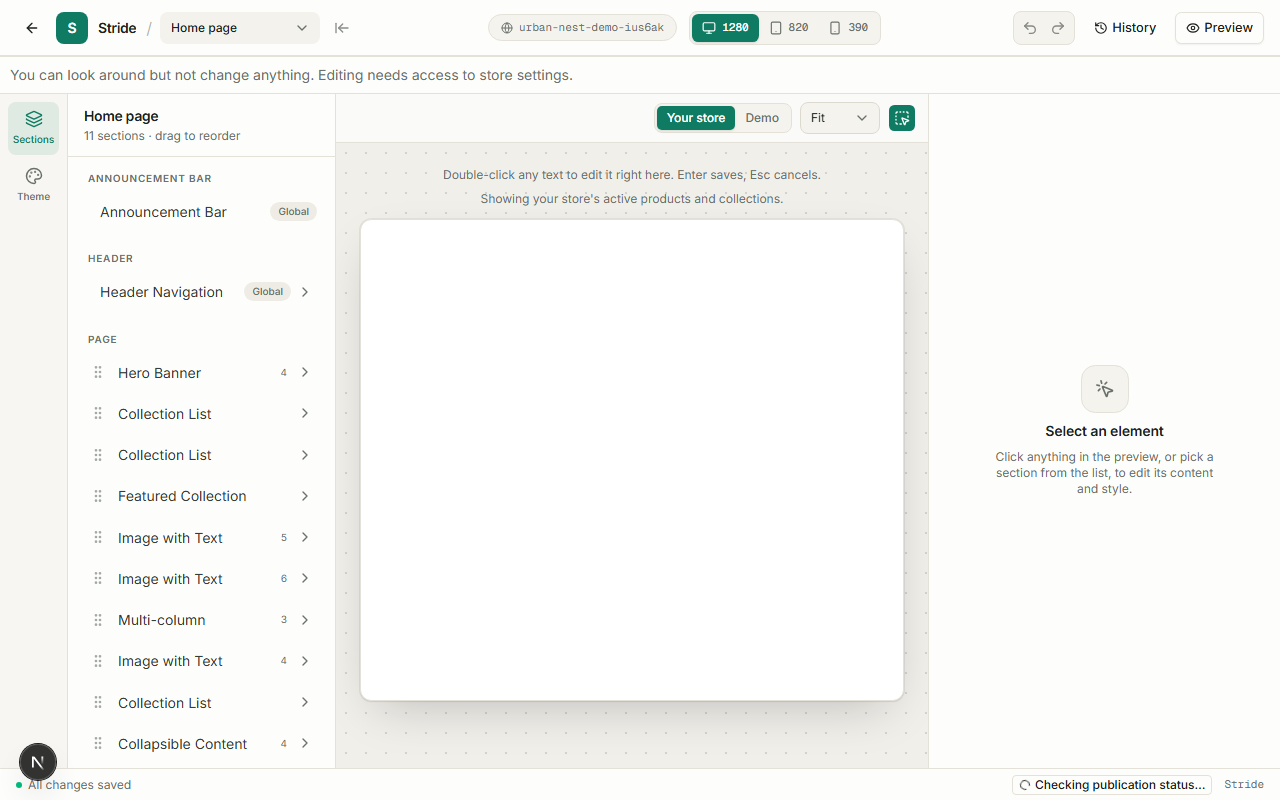 S
Stride / Home page
urban-nest-demo-ius6ak
1280
820
390
History
Preview
You can look around but not change anything. Editing needs access to store settings.
Sections
Theme
Home page
11 sections · drag to reorder
ANNOUNCEMENT BAR
Announcement Bar
Global
HEADER
Header Navigation
Global
PAGE
Hero Banner
4
Collection List
Collection List
Featured Collection
Image with Text
5
Image with Text
6
Multi-column
3
Image with Text
4
Collection List
Collapsible Content
4
Your store
Demo
Fit
Double-click any text to edit it right here. Enter saves, Esc cancels.
Showing your store's active products and collections.
Select an element
Click anything in the preview, or pick a
section from the list, to edit its content
and style.
N
All changes saved
Checking publication status...
Stride